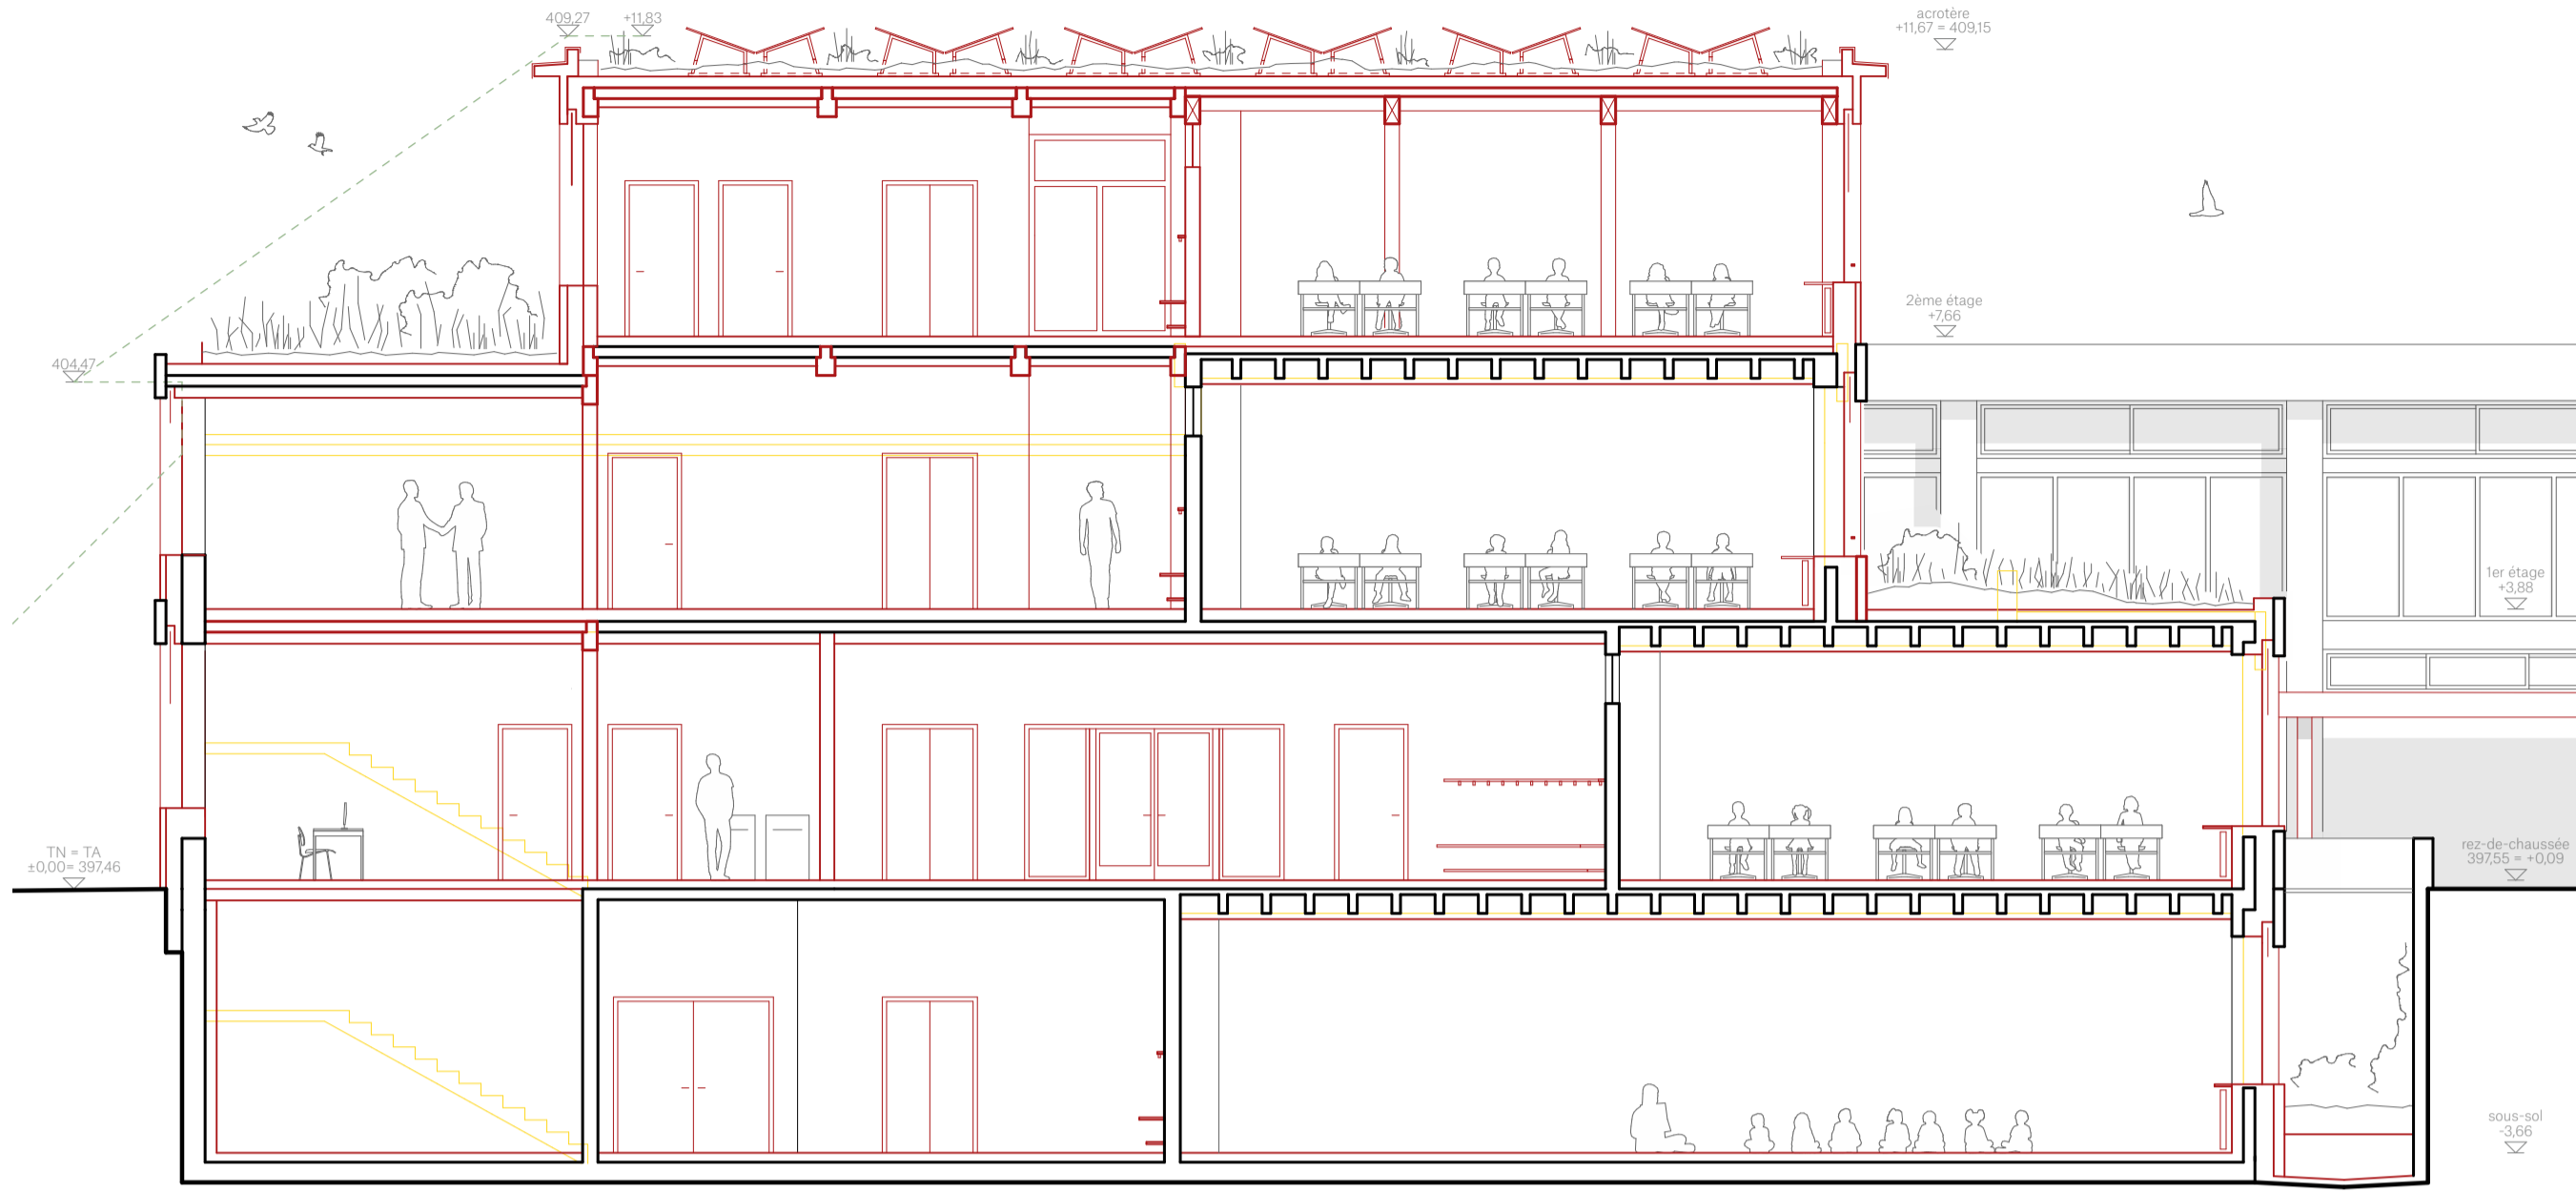 409,27
+11,83
acrotère
+11,67 = 409,15
2ème étage
+7,66
404,47
1er étage
+3,88
TN = TA
±0,00= 397,46
rez-de-chaussée
397,55 = +0,09
sous-sol
-3,66